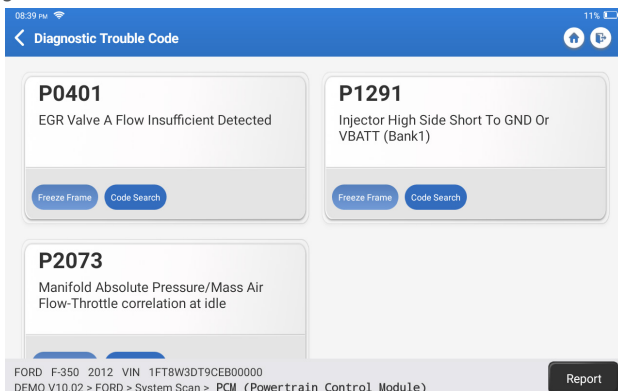 08:39 PM
11%
Diagnostic Trouble Code
P0401
EGR Valve A Flow Insufficient Detected
Freeze Frame
Code Search
P1291
Injector High Side Short To GND Or
VBATT (Bank1)
Freeze Frame
Code Search
P2073
Manifold Absolute Pressure/Mass Air
Flow-Throttle correlation at idle
FORD F-350 2012 VIN 1FT8W3DT9CEB00000
DEMO V10.02 > FORD > System Scan > PCM (Powertrain Control Module)
Report